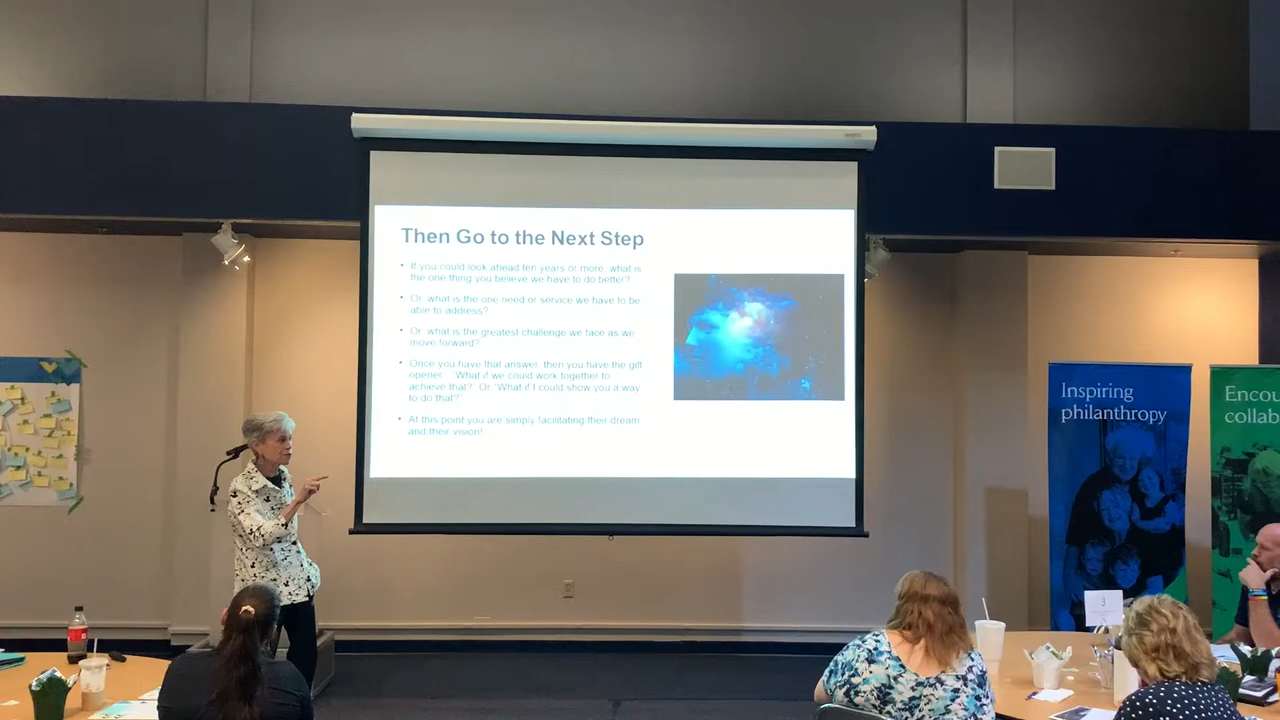 Then Go to the Next Step
• If you could look ahead ten years or more, what is
the one thing you believe we have to do better?
• Or, what is the one need or service we have to be
able to address?
• Or, what is the greatest challenge we face as we
move forward?
• Once you have that answer, then you have the gift
opener. "What if we could work together to
achieve that?" Or "What if I could show you a way
to do that?"
• At this point you are simply facilitating their dream
and their vision!
Inspiring
philanthropy
Encou
collab
3